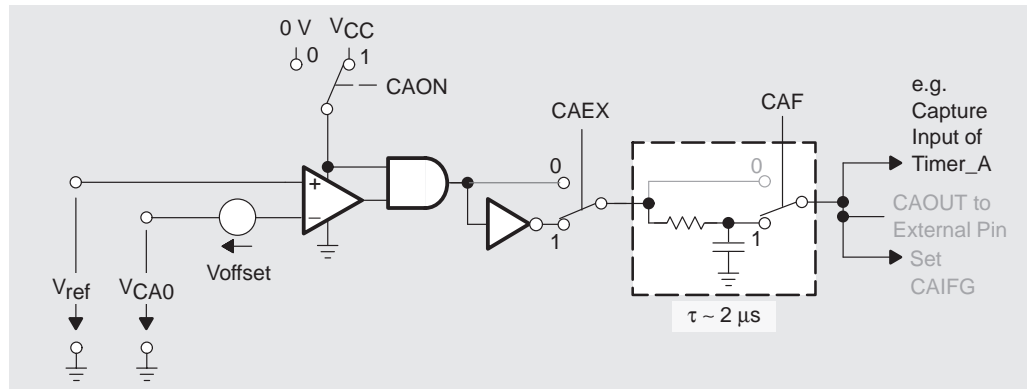 0 V
VCC
0
1
CAON
CAEX
CAF
e.g.
Capture
Input of
Timer_A
0
0
+
−
1
1
CAOUT to
External Pin
Set
CAIFG
Voffset
Vref
VCA0
τ ~ 2 μs